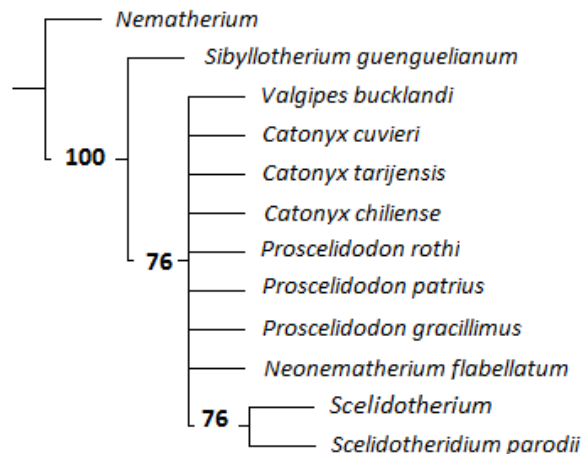 Nematherium
Sibyllotherium guenguelianum
Valgipes bucklandi
Catonyx cuvieri
100
Catonyx tarijensis
Catonyx chiliense
Proscelidodon rothi
76
Proscelidodon patrius
Proscelidodon gracillimus
Neonematherium flabellatum
Scelidotherium
76
Scelidotheridium parodii